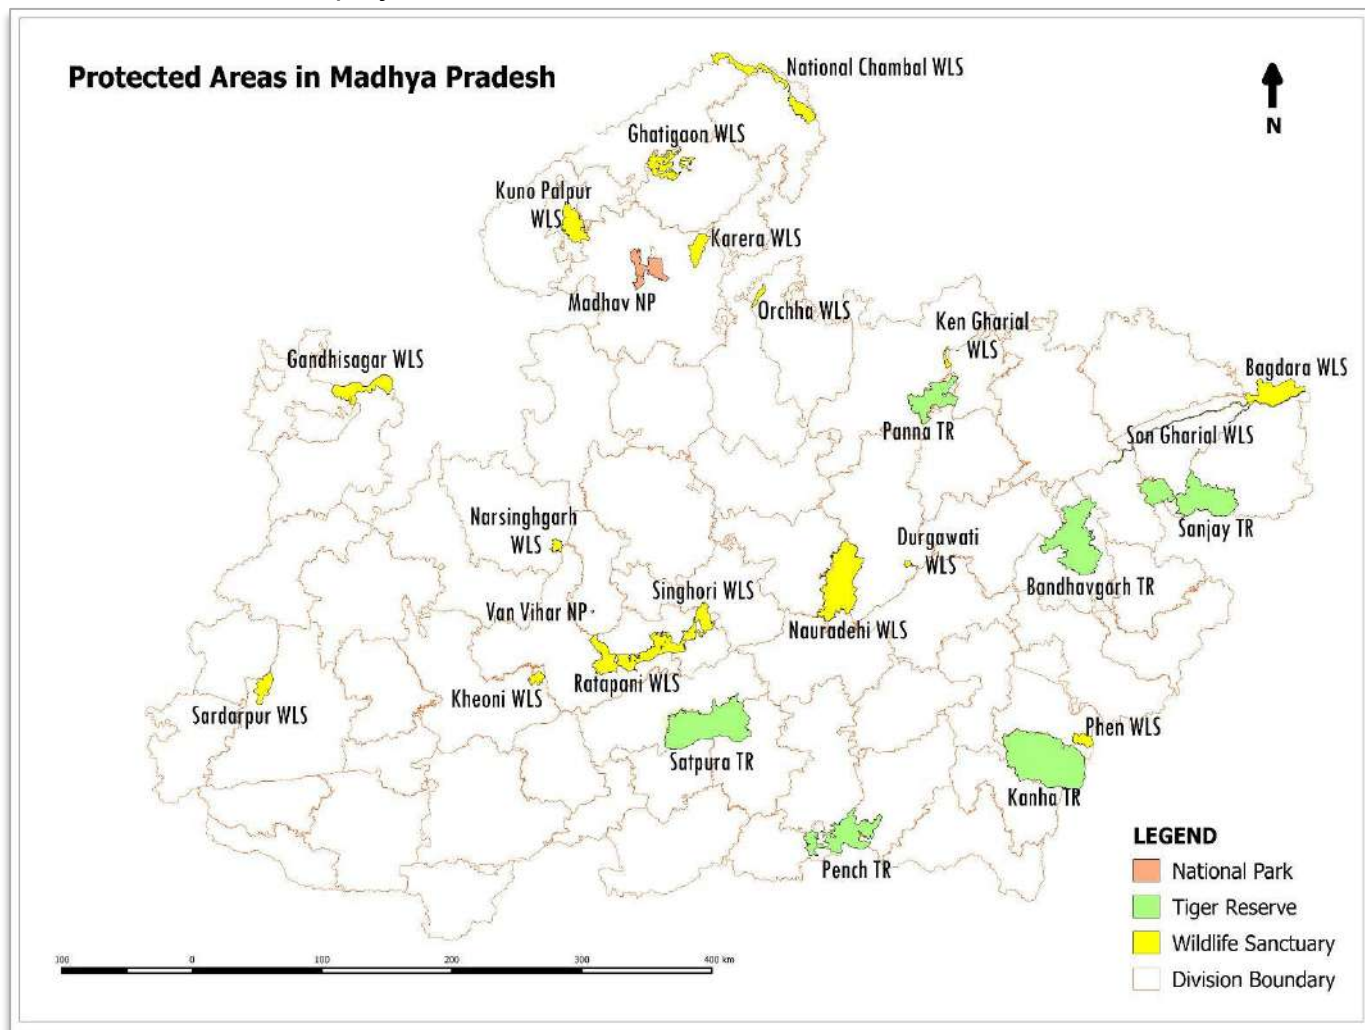 Protected Areas in Madhya Pradesh
National Chambal WLS
N
Ghatigaon WLS
Kuno Palpur
WLS
Karera WLS
Madhav NP
Orchha WLS
Ken Gharial
WLS
Gandhisagar WLS
Bagdara WLS
Panna TR
Son Gharial WLS
Narsinghgarh
WLS
Durgawati
WLS
Sanjay TR
Bandhavgarh TR
Singhori WLS
Van Vihar NP
Nauradehi WLS
Ratapani WLS
Kheoni WLS
Sardarpur WLS
Phen WLS
Satpura TR
Kanha TR
Pench TR
LEGEND
National Park
Tiger Reserve
Wildlife Sanctuary
Division Boundary
100 0 100 200 300 400 km